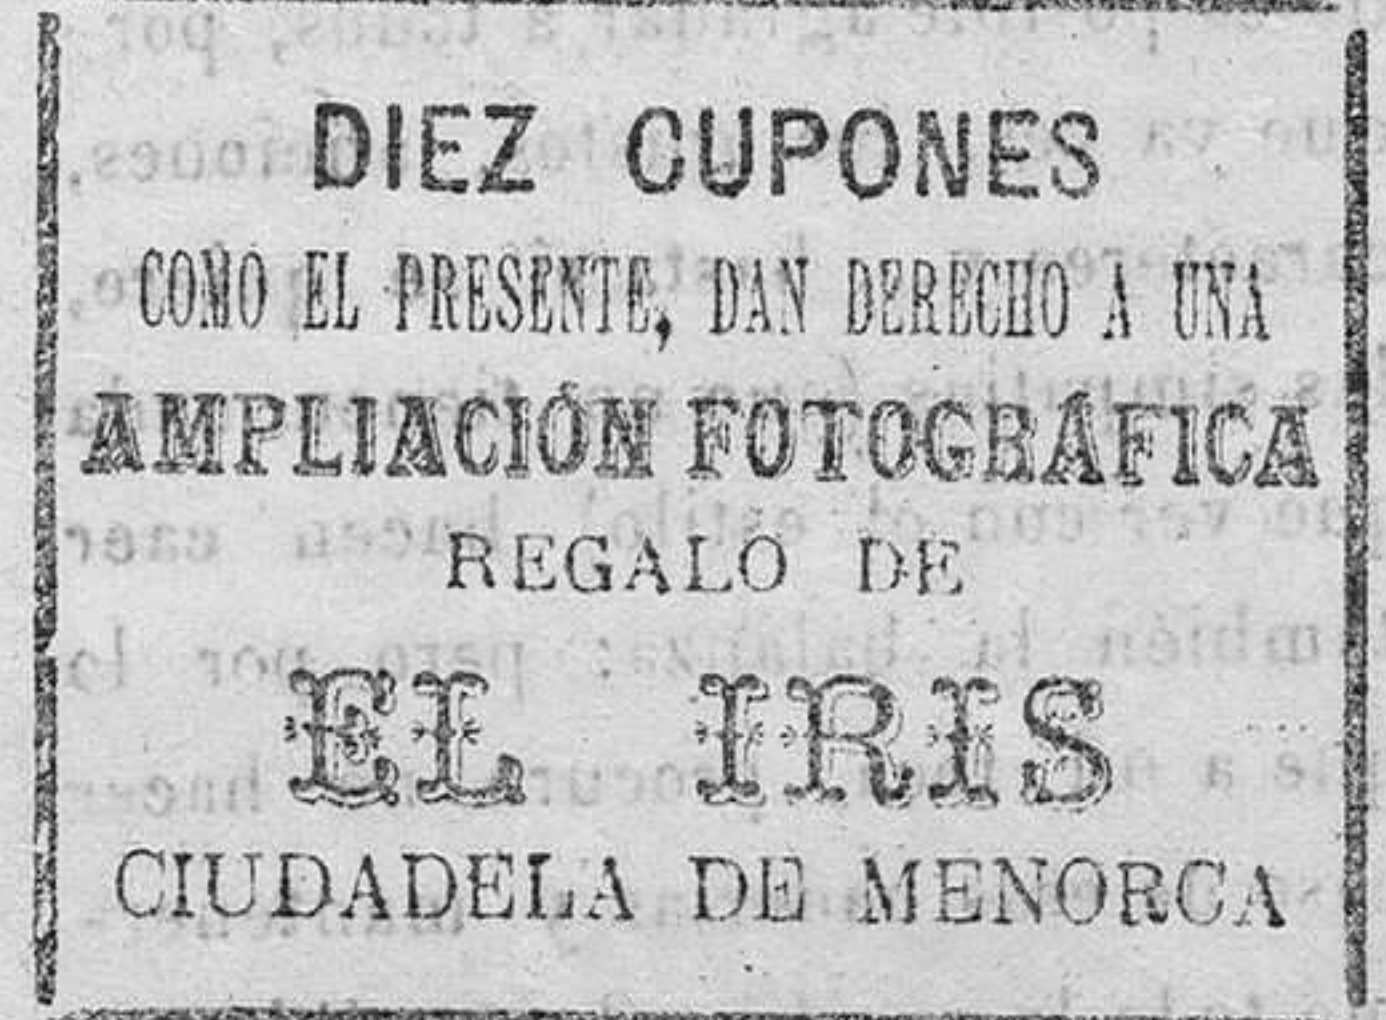 DIEZ CUPONES
COMO EL PRESENTE, DAN DERECHO A UNA
AMPLIACIÓN FOTOGRÁFICA
REGALO DE
EL IRIS
CIUDADELA DE MENORCA